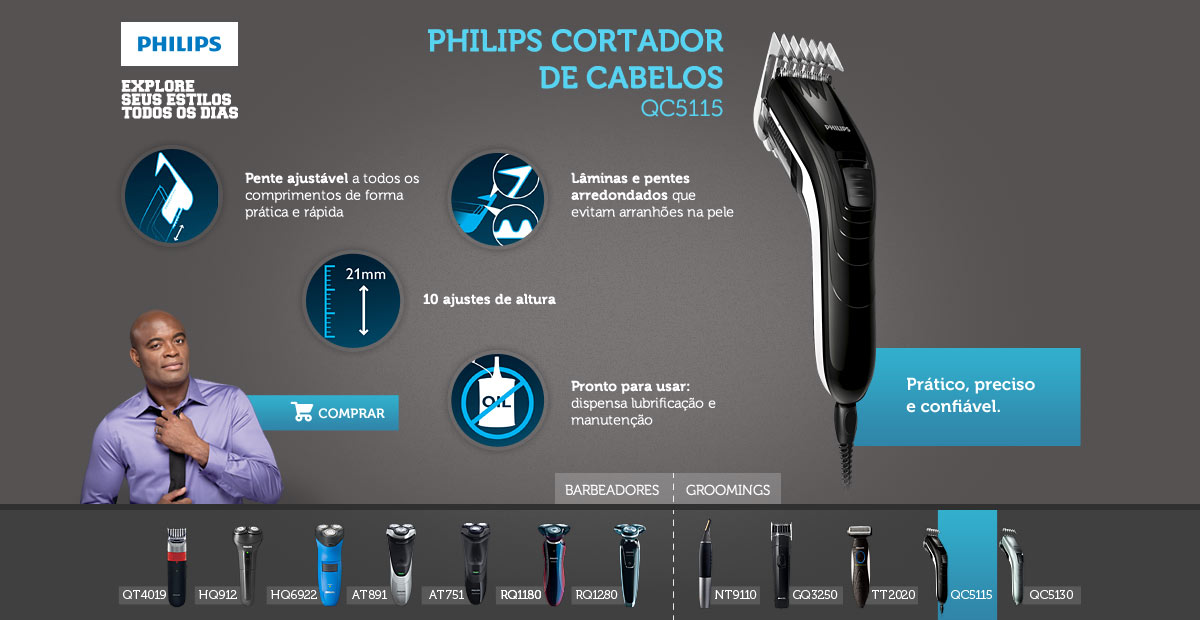 PHILIPS
EXPLORE
SEUS ESTILOS
TODOS OS DIAS
PHILIPS CORTADOR
DE CABELOS
QC5115
PHILIPS
Pente ajustável a todos os
comprimentos de forma
prática e rápida
Lâminas e pentes
arredondados que
evitam arranhões na pele
21mm
10 ajustes de altura
OIL
Pronto para usar:
dispensa lubrificação e
manutenção
COMPRAR
Prático, preciso
e confiável.
BARBEADORES
GROOMINGS
QT4019
HQ912
HQ6922
AT891
AT751
RQ1180
RQ1280
NT9110
GQ3250
TT2020
QC5115
QC5130